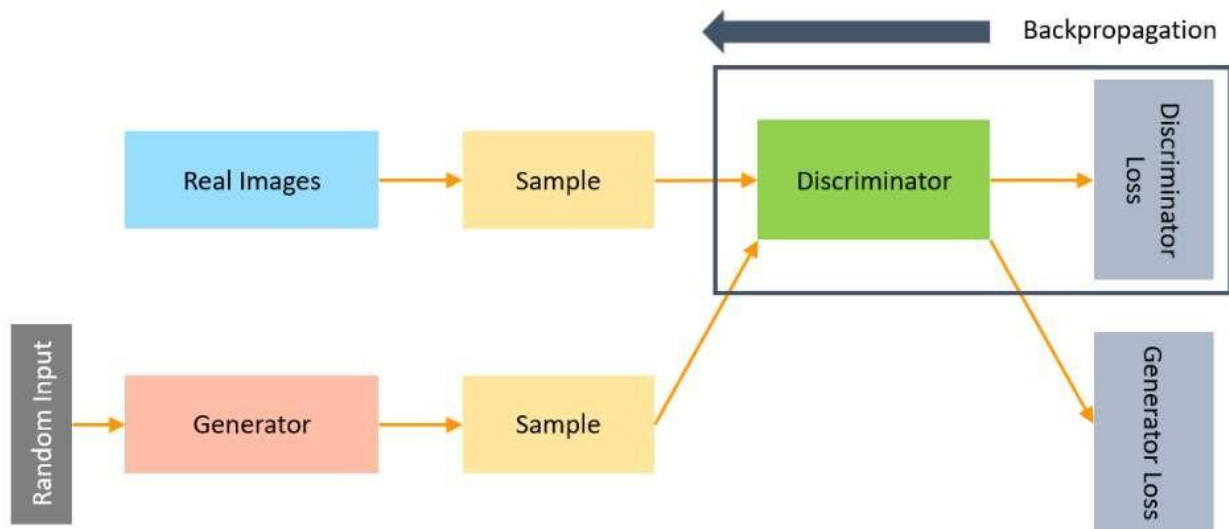 Backpropagation
Real Images
Sample
Discriminator
Discriminator
Loss
Random Input
Generator
Sample
Generator Loss